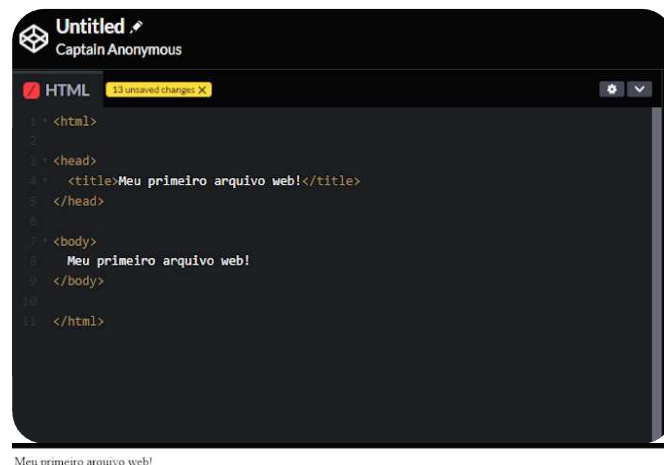 Untitled
Captain Anonymous
HTML 13 unsaved changes X
1 <html>
2
3 <head>
4 <title>Meu primeiro arquivo web!</title>
5 </head>
6
7 <body>
8 Meu primeiro arquivo web!
9 </body>
10
11 </html>
Meu primeiro arquivo web!